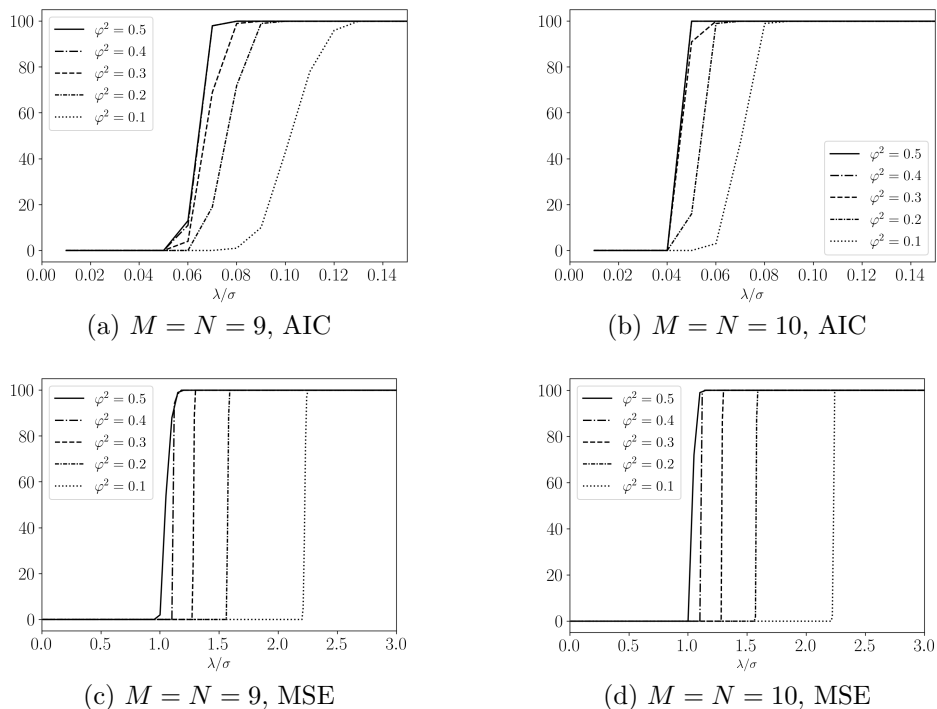 100
80
60
40
20
0
φ² = 0.5
φ² = 0.4
φ² = 0.3
φ² = 0.2
φ² = 0.1
0.00 0.02 0.04 0.06 0.08 0.10 0.12 0.14
λ/σ
(a) M = N = 9, AIC
100
80
60
40
20
0
φ² = 0.5
φ² = 0.4
φ² = 0.3
φ² = 0.2
φ² = 0.1
0.00 0.02 0.04 0.06 0.08 0.10 0.12 0.14
λ/σ
(b) M = N = 10, AIC
100
80
60
40
20
0
φ² = 0.5
φ² = 0.4
φ² = 0.3
φ² = 0.2
φ² = 0.1
0.0 0.5 1.0 1.5 2.0 2.5 3.0
λ/σ
(c) M = N = 9, MSE
100
80
60
40
20
0
φ² = 0.5
φ² = 0.4
φ² = 0.3
φ² = 0.2
φ² = 0.1
0.0 0.5 1.0 1.5 2.0 2.5 3.0
λ/σ
(d) M = N = 10, MSE